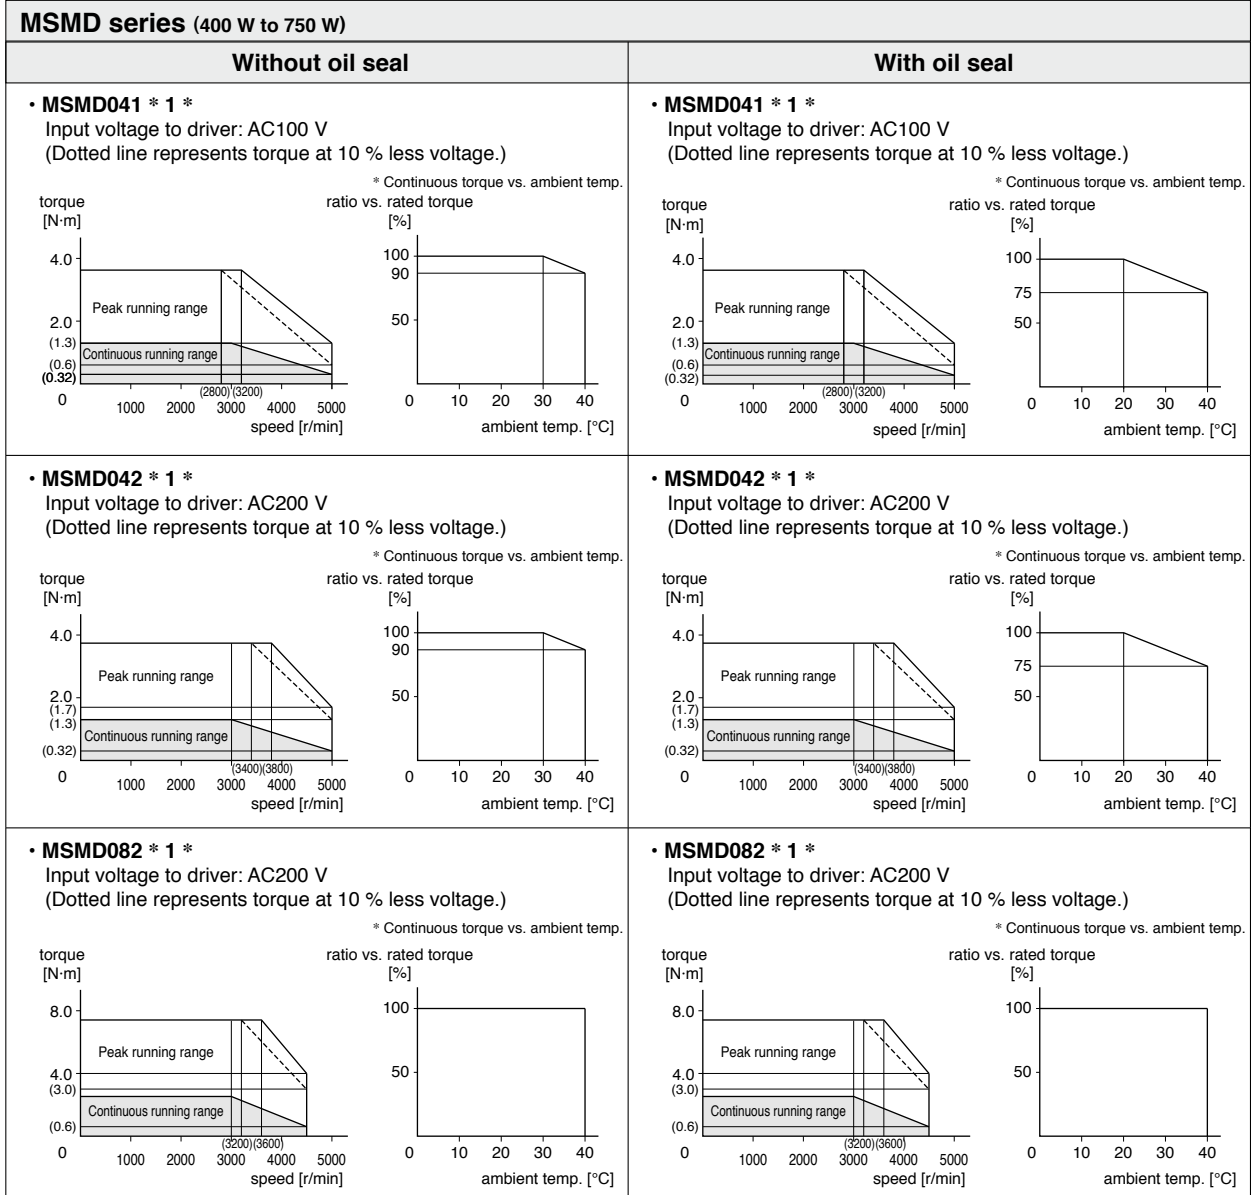 MSMD series (400 W to 750 W)
Without oil seal
With oil seal
・MSMD041 * 1 *
Input voltage to driver: AC100 V
(Dotted line represents torque at 10 % less voltage.)
* Continuous torque vs. ambient temp.
torque
[N·m]
4.0
2.0
(1.3)
(0.6)
(0.32)
0
Peak running range
Continuous running range
(2800) (3200)
1000 2000 3000 4000 5000
speed [r/min]
ratio vs. rated torque
[%]
100
90
50
0 10 20 30 40
ambient temp. [°C]
・MSMD041 * 1 *
Input voltage to driver: AC100 V
(Dotted line represents torque at 10 % less voltage.)
* Continuous torque vs. ambient temp.
torque
[N·m]
4.0
2.0
(1.3)
(0.6)
(0.32)
0
Peak running range
Continuous running range
(2800) (3200)
1000 2000 3000 4000 5000
speed [r/min]
ratio vs. rated torque
[%]
100
75
50
0 10 20 30 40
ambient temp. [°C]
・MSMD042 * 1 *
Input voltage to driver: AC200 V
(Dotted line represents torque at 10 % less voltage.)
* Continuous torque vs. ambient temp.
torque
[N·m]
4.0
2.0
(1.7)
(1.3)
(0.32)
0
Peak running range
Continuous running range
(3400)(3800)
1000 2000 3000 4000 5000
speed [r/min]
ratio vs. rated torque
[%]
100
90
50
0 10 20 30 40
ambient temp. [°C]
・MSMD042 * 1 *
Input voltage to driver: AC200 V
(Dotted line represents torque at 10 % less voltage.)
* Continuous torque vs. ambient temp.
torque
[N·m]
4.0
2.0
(1.7)
(1.3)
(0.32)
0
Peak running range
Continuous running range
(3400)(3800)
1000 2000 3000 4000 5000
speed [r/min]
ratio vs. rated torque
[%]
100
75
50
0 10 20 30 40
ambient temp. [°C]
・MSMD082 * 1 *
Input voltage to driver: AC200 V
(Dotted line represents torque at 10 % less voltage.)
* Continuous torque vs. ambient temp.
torque
[N·m]
8.0
4.0
(3.0)
(0.6)
0
Peak running range
Continuous running range
(3200)(3600)
1000 2000 3000 4000 5000
speed [r/min]
ratio vs. rated torque
[%]
100
50
0 10 20 30 40
ambient temp. [°C]
・MSMD082 * 1 *
Input voltage to driver: AC200 V
(Dotted line represents torque at 10 % less voltage.)
* Continuous torque vs. ambient temp.
torque
[N·m]
8.0
4.0
(3.0)
(0.6)
0
Peak running range
Continuous running range
(3200)(3600)
1000 2000 3000 4000 5000
speed [r/min]
ratio vs. rated torque
[%]
100
50
0 10 20 30 40
ambient temp. [°C]